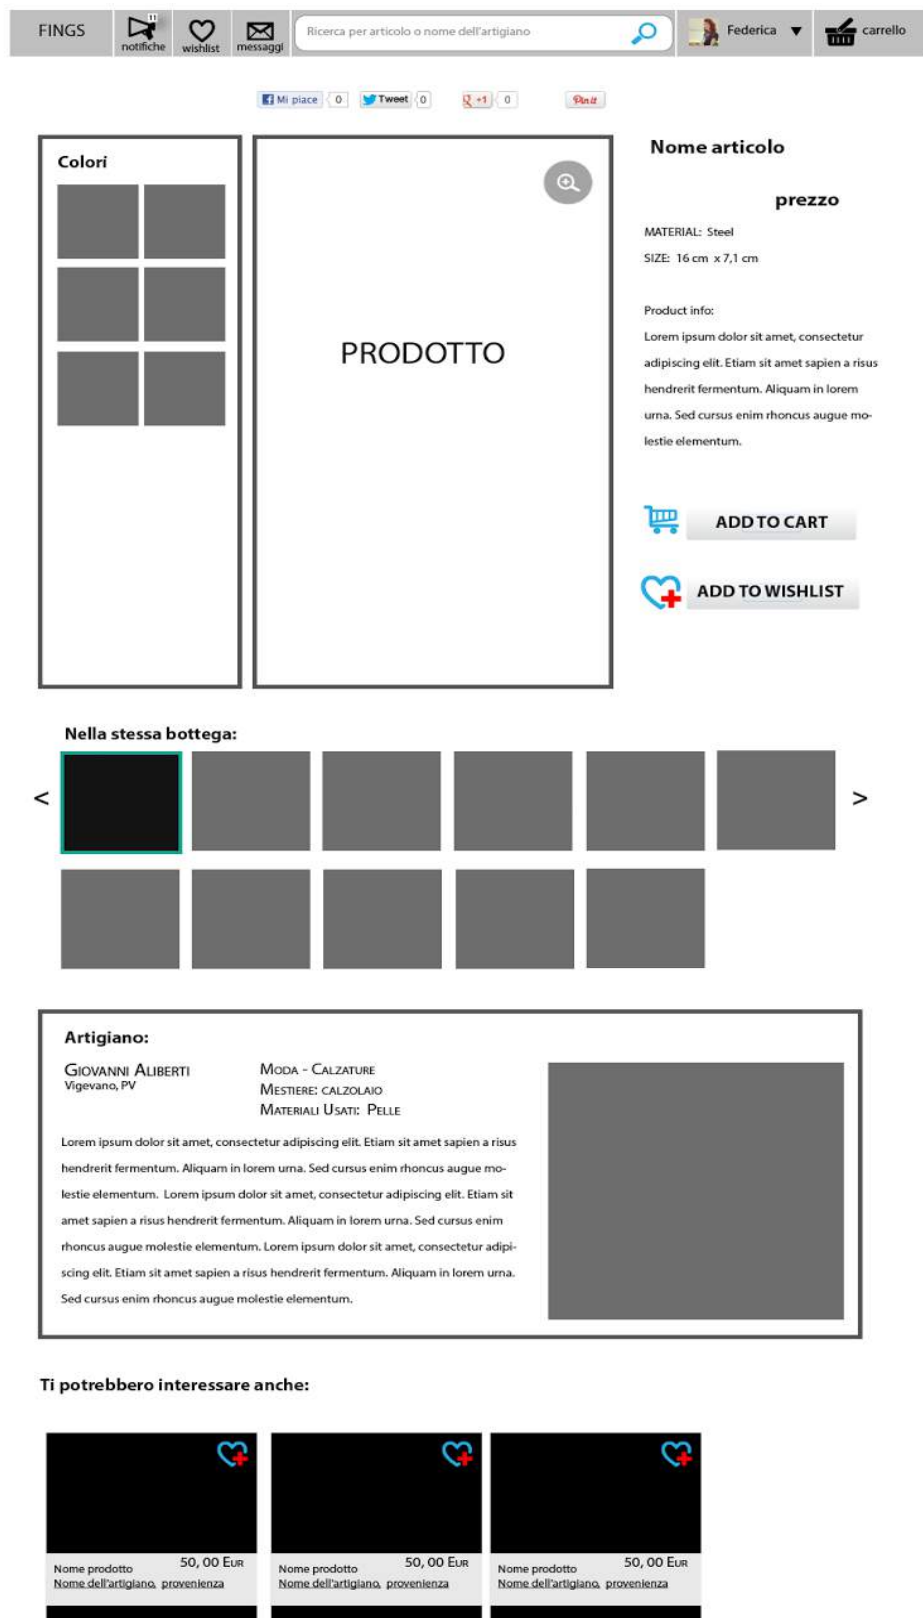 FINGS
11
notifiche
wishlist
messaggi
Ricerca per articolo o nome dell'artigiano
Federica ▼
carrello
Mi piace 0
Tweet 0
+1 0
Pin it
Colori
PRODOTTO
Nome articolo
prezzo
MATERIAL: Steel
SIZE: 16 cm x 7,1 cm
Product info:
Lorem ipsum dolor sit amet, consectetur
adipiscing elit. Etiam sit amet sapien a risus
hendrerit fermentum. Aliquam in lorem
urna. Sed cursus enim rhoncus augue mo-
lestie elementum.
ADD TO CART
ADD TO WISHLIST
Nella stessa bottega:
< >
Artigiano:
Giovanni Aliberti
Vigevano, PV
Moda - Calzature
Mestiere: calzolaio
Materiali Usati: Pelle
Lorem ipsum dolor sit amet, consectetur adipiscing elit. Etiam sit amet sapien a risus
hendrerit fermentum. Aliquam in lorem urna. Sed cursus enim rhoncus augue mo-
lestie elementum. Lorem ipsum dolor sit amet, consectetur adipiscing elit. Etiam sit
amet sapien a risus hendrerit fermentum. Aliquam in lorem urna. Sed cursus enim
rhoncus augue molestie elementum. Lorem ipsum dolor sit amet, consectetur adipi-
scing elit. Etiam sit amet sapien a risus hendrerit fermentum. Aliquam in lorem urna.
Sed cursus enim rhoncus augue molestie elementum.
Ti potrebbero interessare anche:
Nome prodotto 50, 00 Eur
Nome dell'artigiano, provenienza
Nome prodotto 50, 00 Eur
Nome dell'artigiano, provenienza
Nome prodotto 50, 00 Eur
Nome dell'artigiano, provenienza